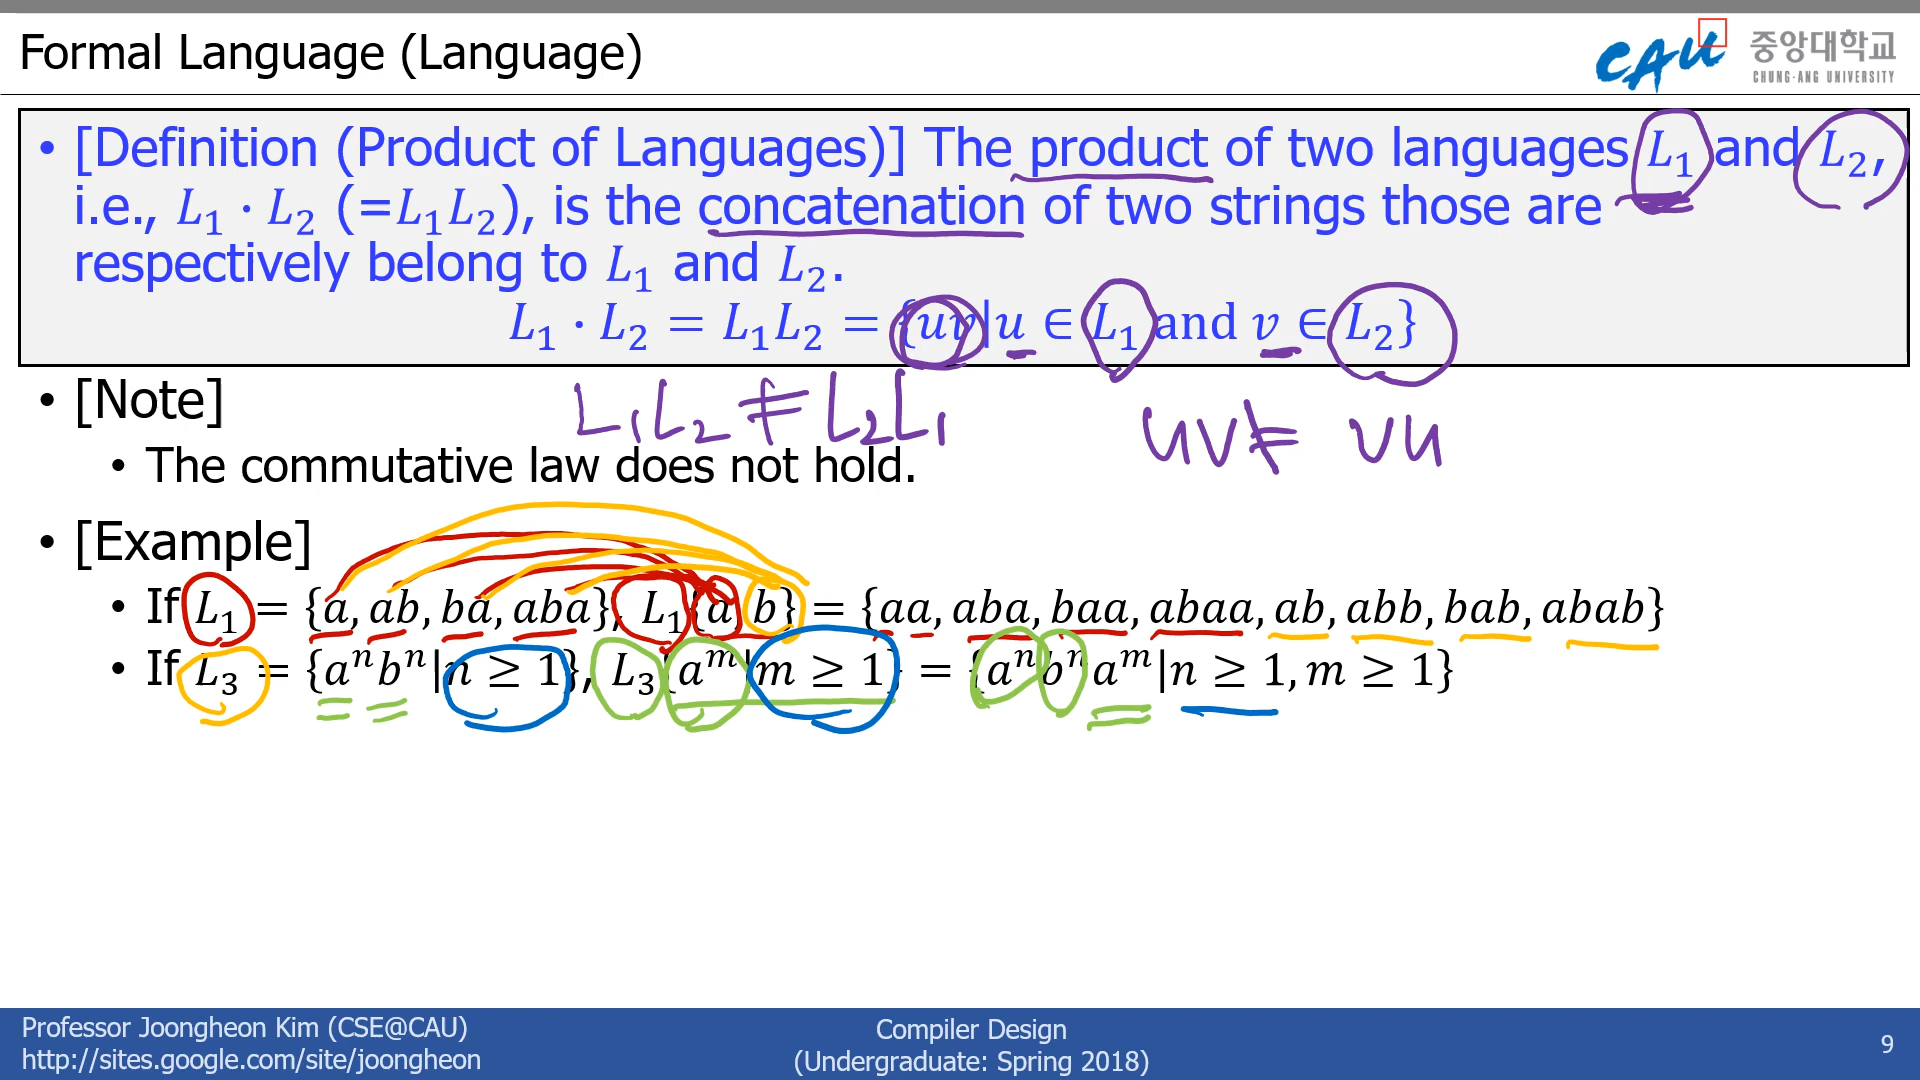 Formal Language (Language)
CAU 중앙대학교
CHUNG-ANG UNIVERSITY
• [Definition (Product of Languages)] The product of two languages L₁ and L₂,
i.e., L₁ · L₂ (=L₁L₂), is the concatenation of two strings those are
respectively belong to L₁ and L₂.
L₁ · L₂ = L₁L₂ = {uv|u ∈ L₁ and v ∈ L₂}
• [Note]
L₁L₂ ≠ L₂L₁
uv ≠ vu
• The commutative law does not hold.
• [Example]
• If L₁ = {a, ab, ba, aba}, L₁{a, b} = {aa, aba, baa, abaa, ab, abb, bab, abab}
• If L₃ = {aⁿbⁿ|n ≥ 1}, L₃{aᵐ|m ≥ 1} = {aⁿbⁿaᵐ|n ≥ 1, m ≥ 1}
Professor Joongheon Kim (CSE@CAU)
http://sites.google.com/site/joongheon
Compiler Design
(Undergraduate: Spring 2018)
9